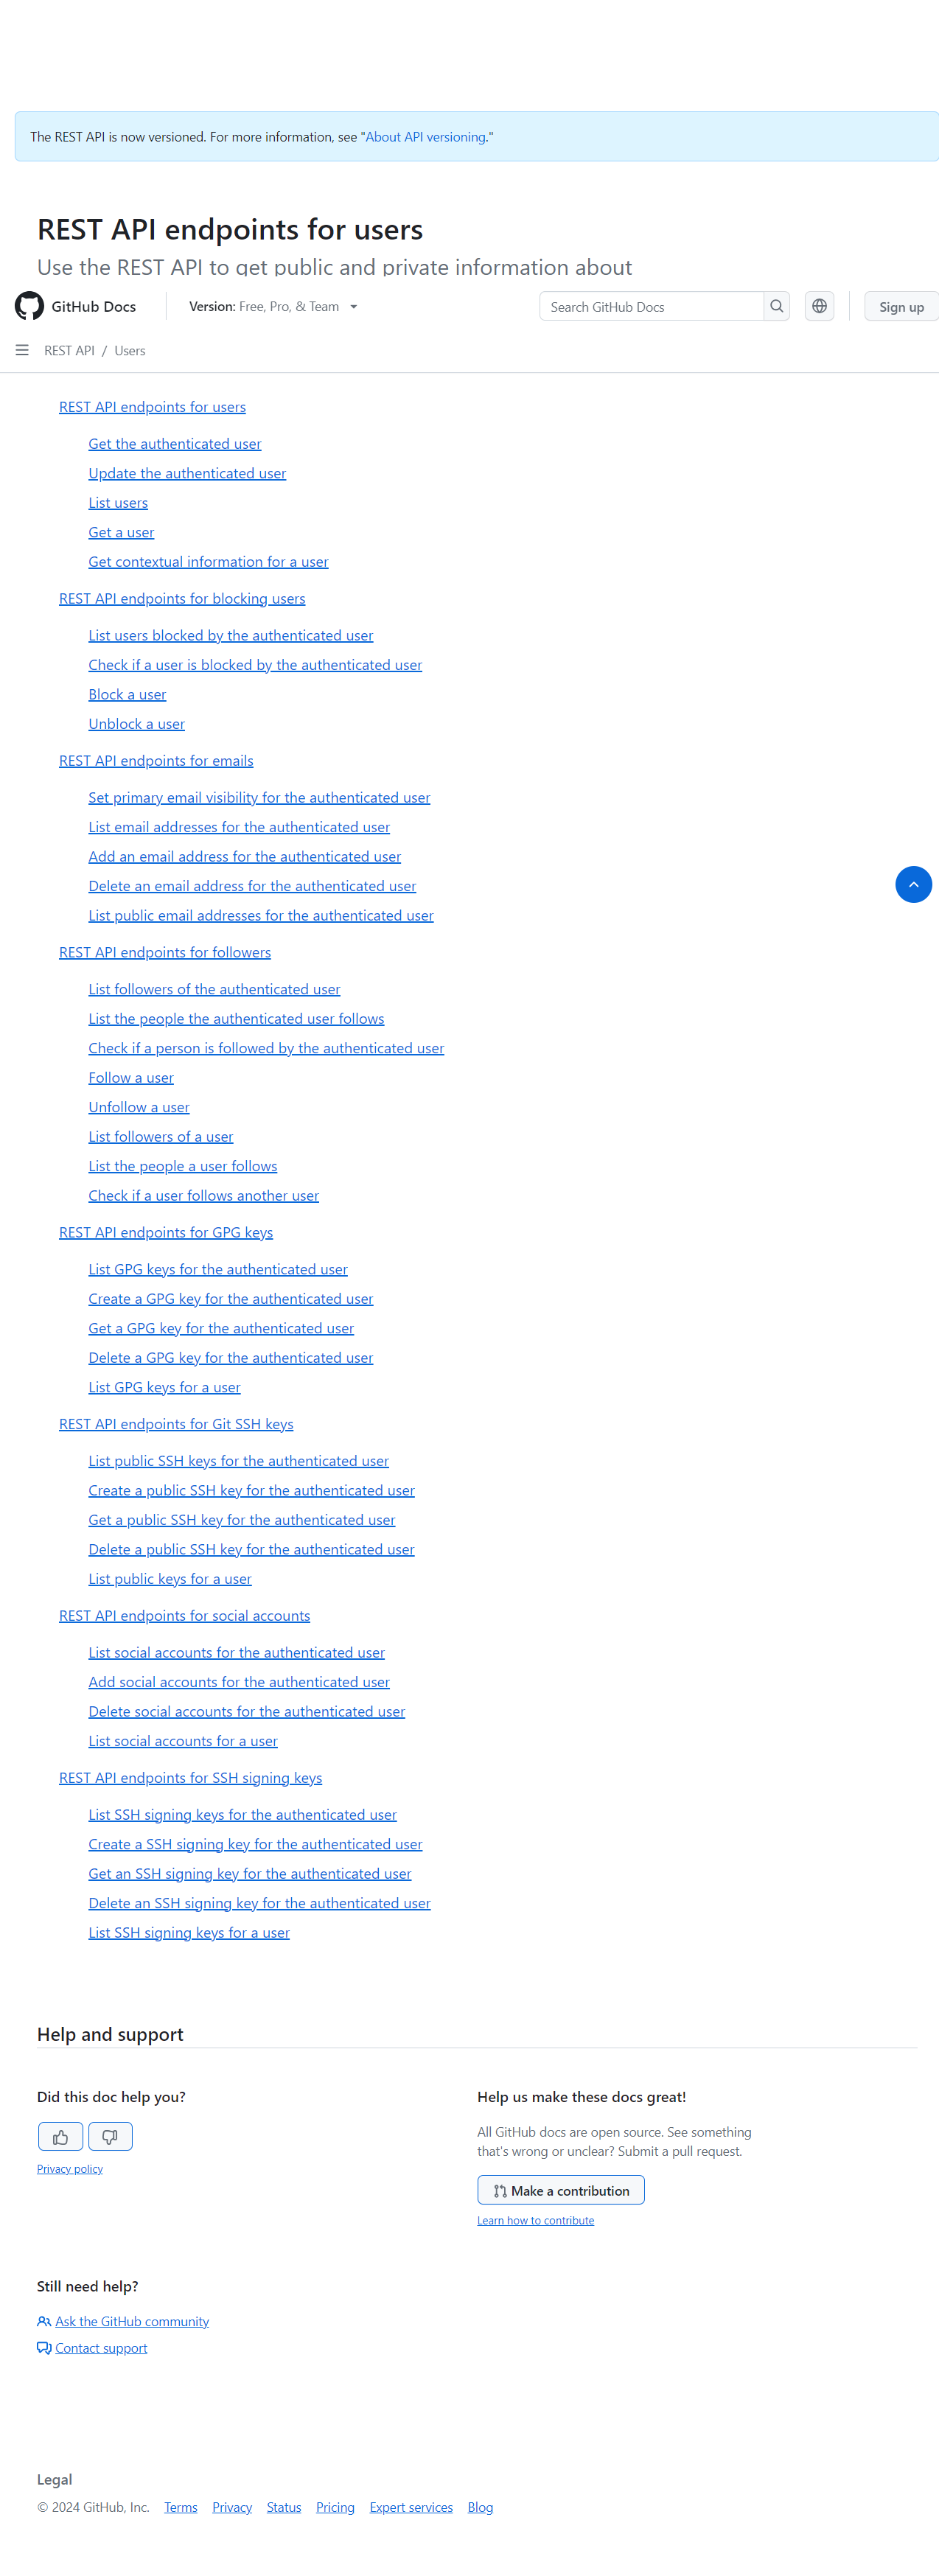 The REST API is now versioned. For more information, see "About API versioning."
REST API endpoints for users
Use the REST API to get public and private information about
GitHub Docs
Version: Free, Pro, & Team
Search GitHub Docs
Sign up
REST API / Users
REST API endpoints for users
Get the authenticated user
Update the authenticated user
List users
Get a user
Get contextual information for a user
REST API endpoints for blocking users
List users blocked by the authenticated user
Check if a user is blocked by the authenticated user
Block a user
Unblock a user
REST API endpoints for emails
Set primary email visibility for the authenticated user
List email addresses for the authenticated user
Add an email address for the authenticated user
Delete an email address for the authenticated user
List public email addresses for the authenticated user
REST API endpoints for followers
List followers of the authenticated user
List the people the authenticated user follows
Check if a person is followed by the authenticated user
Follow a user
Unfollow a user
List followers of a user
List the people a user follows
Check if a user follows another user
REST API endpoints for GPG keys
List GPG keys for the authenticated user
Create a GPG key for the authenticated user
Get a GPG key for the authenticated user
Delete a GPG key for the authenticated user
List GPG keys for a user
REST API endpoints for Git SSH keys
List public SSH keys for the authenticated user
Create a public SSH key for the authenticated user
Get a public SSH key for the authenticated user
Delete a public SSH key for the authenticated user
List public keys for a user
REST API endpoints for social accounts
List social accounts for the authenticated user
Add social accounts for the authenticated user
Delete social accounts for the authenticated user
List social accounts for a user
REST API endpoints for SSH signing keys
List SSH signing keys for the authenticated user
Create a SSH signing key for the authenticated user
Get an SSH signing key for the authenticated user
Delete an SSH signing key for the authenticated user
List SSH signing keys for a user
Help and support
Did this doc help you?
Privacy policy
Help us make these docs great!
All GitHub docs are open source. See something
that's wrong or unclear? Submit a pull request.
Make a contribution
Learn how to contribute
Still need help?
Ask the GitHub community
Contact support
Legal
© 2024 GitHub, Inc. Terms Privacy Status Pricing Expert services Blog